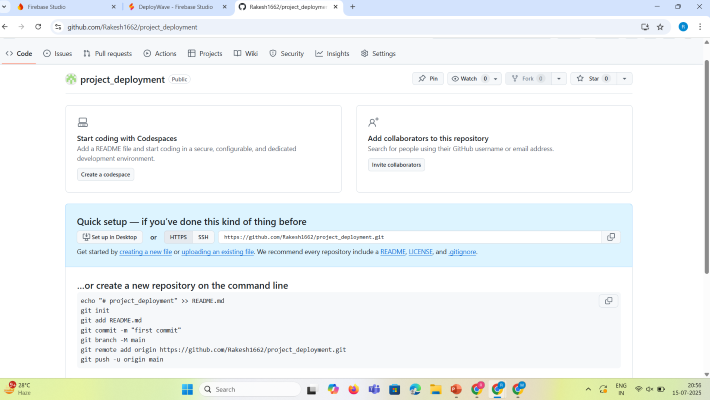 Firebase Studio
DeployWave - Firebase Studio
Rakesh1662/project_deployment
github.com/Rakesh1662/project_deployment
R
Code
Issues
Pull requests
Actions
Projects
Wiki
Security
Insights
Settings
project_deployment
Public
Pin
Watch 0
Fork 0
Star 0
Start coding with Codespaces
Add a README file and start coding in a secure, configurable, and dedicated
development environment.
Create a codespace
Add collaborators to this repository
Search for people using their GitHub username or email address.
Invite collaborators
Quick setup — if you've done this kind of thing before
Set up in Desktop or HTTPS SSH https://github.com/Rakesh1662/project_deployment.git
Get started by creating a new file or uploading an existing file. We recommend every repository include a README, LICENSE, and .gitignore.
...or create a new repository on the command line
echo "# project_deployment" >> README.md
git init
git add README.md
git commit -m "first commit"
git branch -M main
git remote add origin https://github.com/Rakesh1662/project_deployment.git
git push -u origin main
28°C
Haze
Search
ENG
IN
20:56
15-07-2025